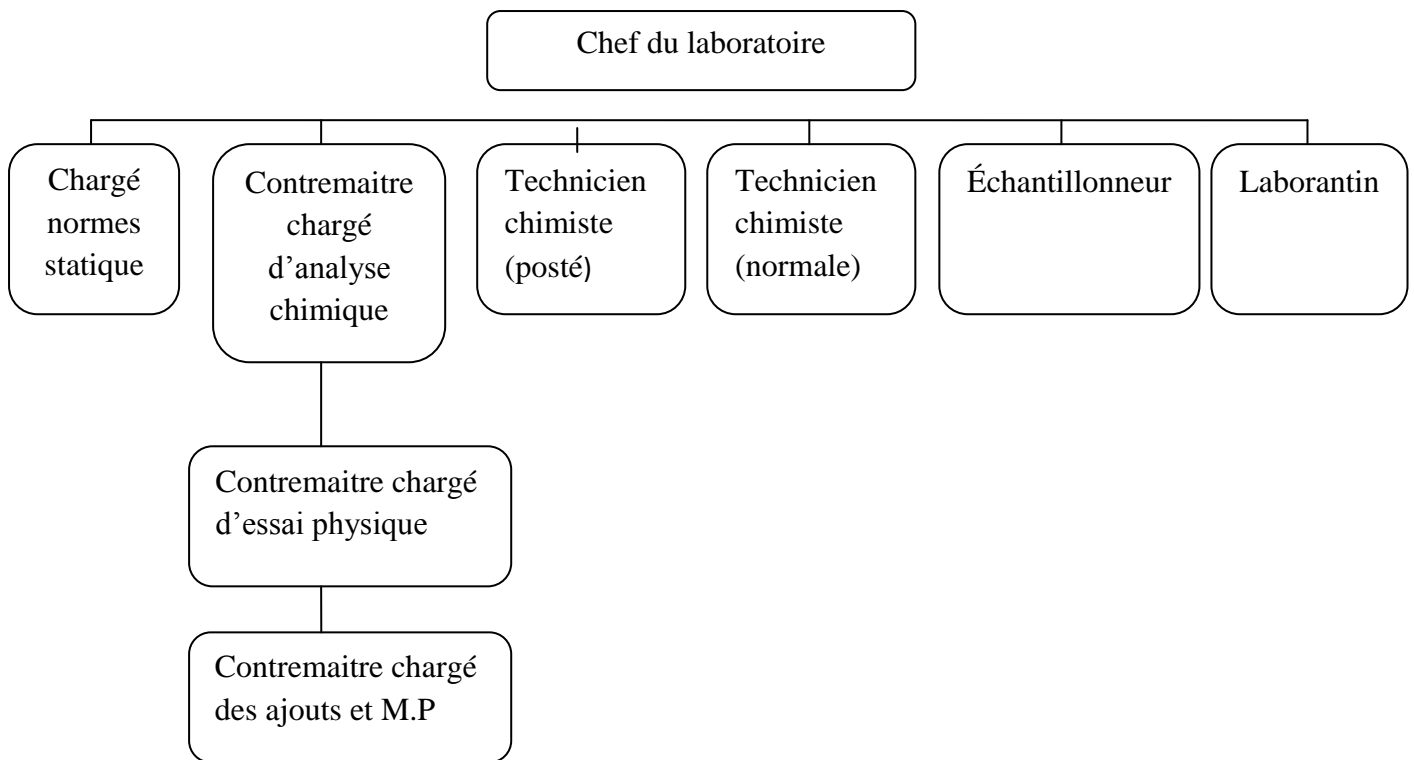 Chef du laboratoire
Chargé
normes
statique
Contremaitre
chargé
d’analyse
chimique
Technicien
chimiste
(posté)
Technicien
chimiste
(normale)
Échantillonneur
Laborantin
Contremaitre chargé
d’essai physique
Contremaitre chargé
des ajouts et M.P